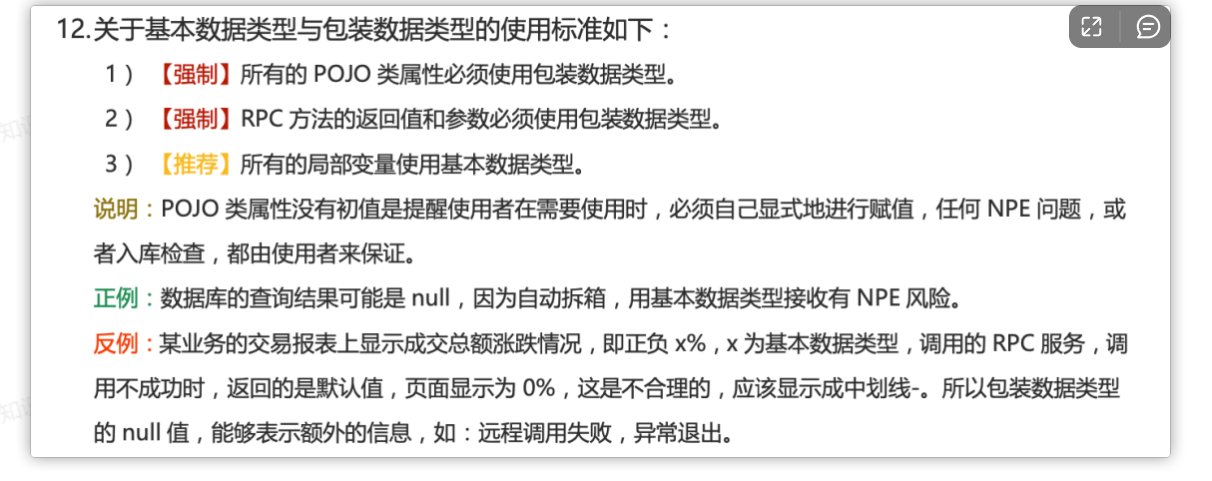 12.关于基本数据类型与包装数据类型的使用标准如下：
1）【强制】所有的 POJO 类属性必须使用包装数据类型。
2）【强制】RPC 方法的返回值和参数必须使用包装数据类型。
3）【推荐】所有的局部变量使用基本数据类型。
说明：POJO 类属性没有初值是提醒使用者在需要使用时，必须自己显式地进行赋值，任何 NPE 问题，或
者入库检查，都由使用者来保证。
正例：数据库的查询结果可能是 null，因为自动拆箱，用基本数据类型接收有 NPE 风险。
反例：某业务的交易报表上显示成交总额涨跌情况，即正负 x%，x 为基本数据类型，调用的 RPC 服务，调
用不成功时，返回的是默认值，页面显示为 0%，这是不合理的，应该显示成中划线-。所以包装数据类型
的 null 值，能够表示额外的信息，如：远程调用失败，异常退出。